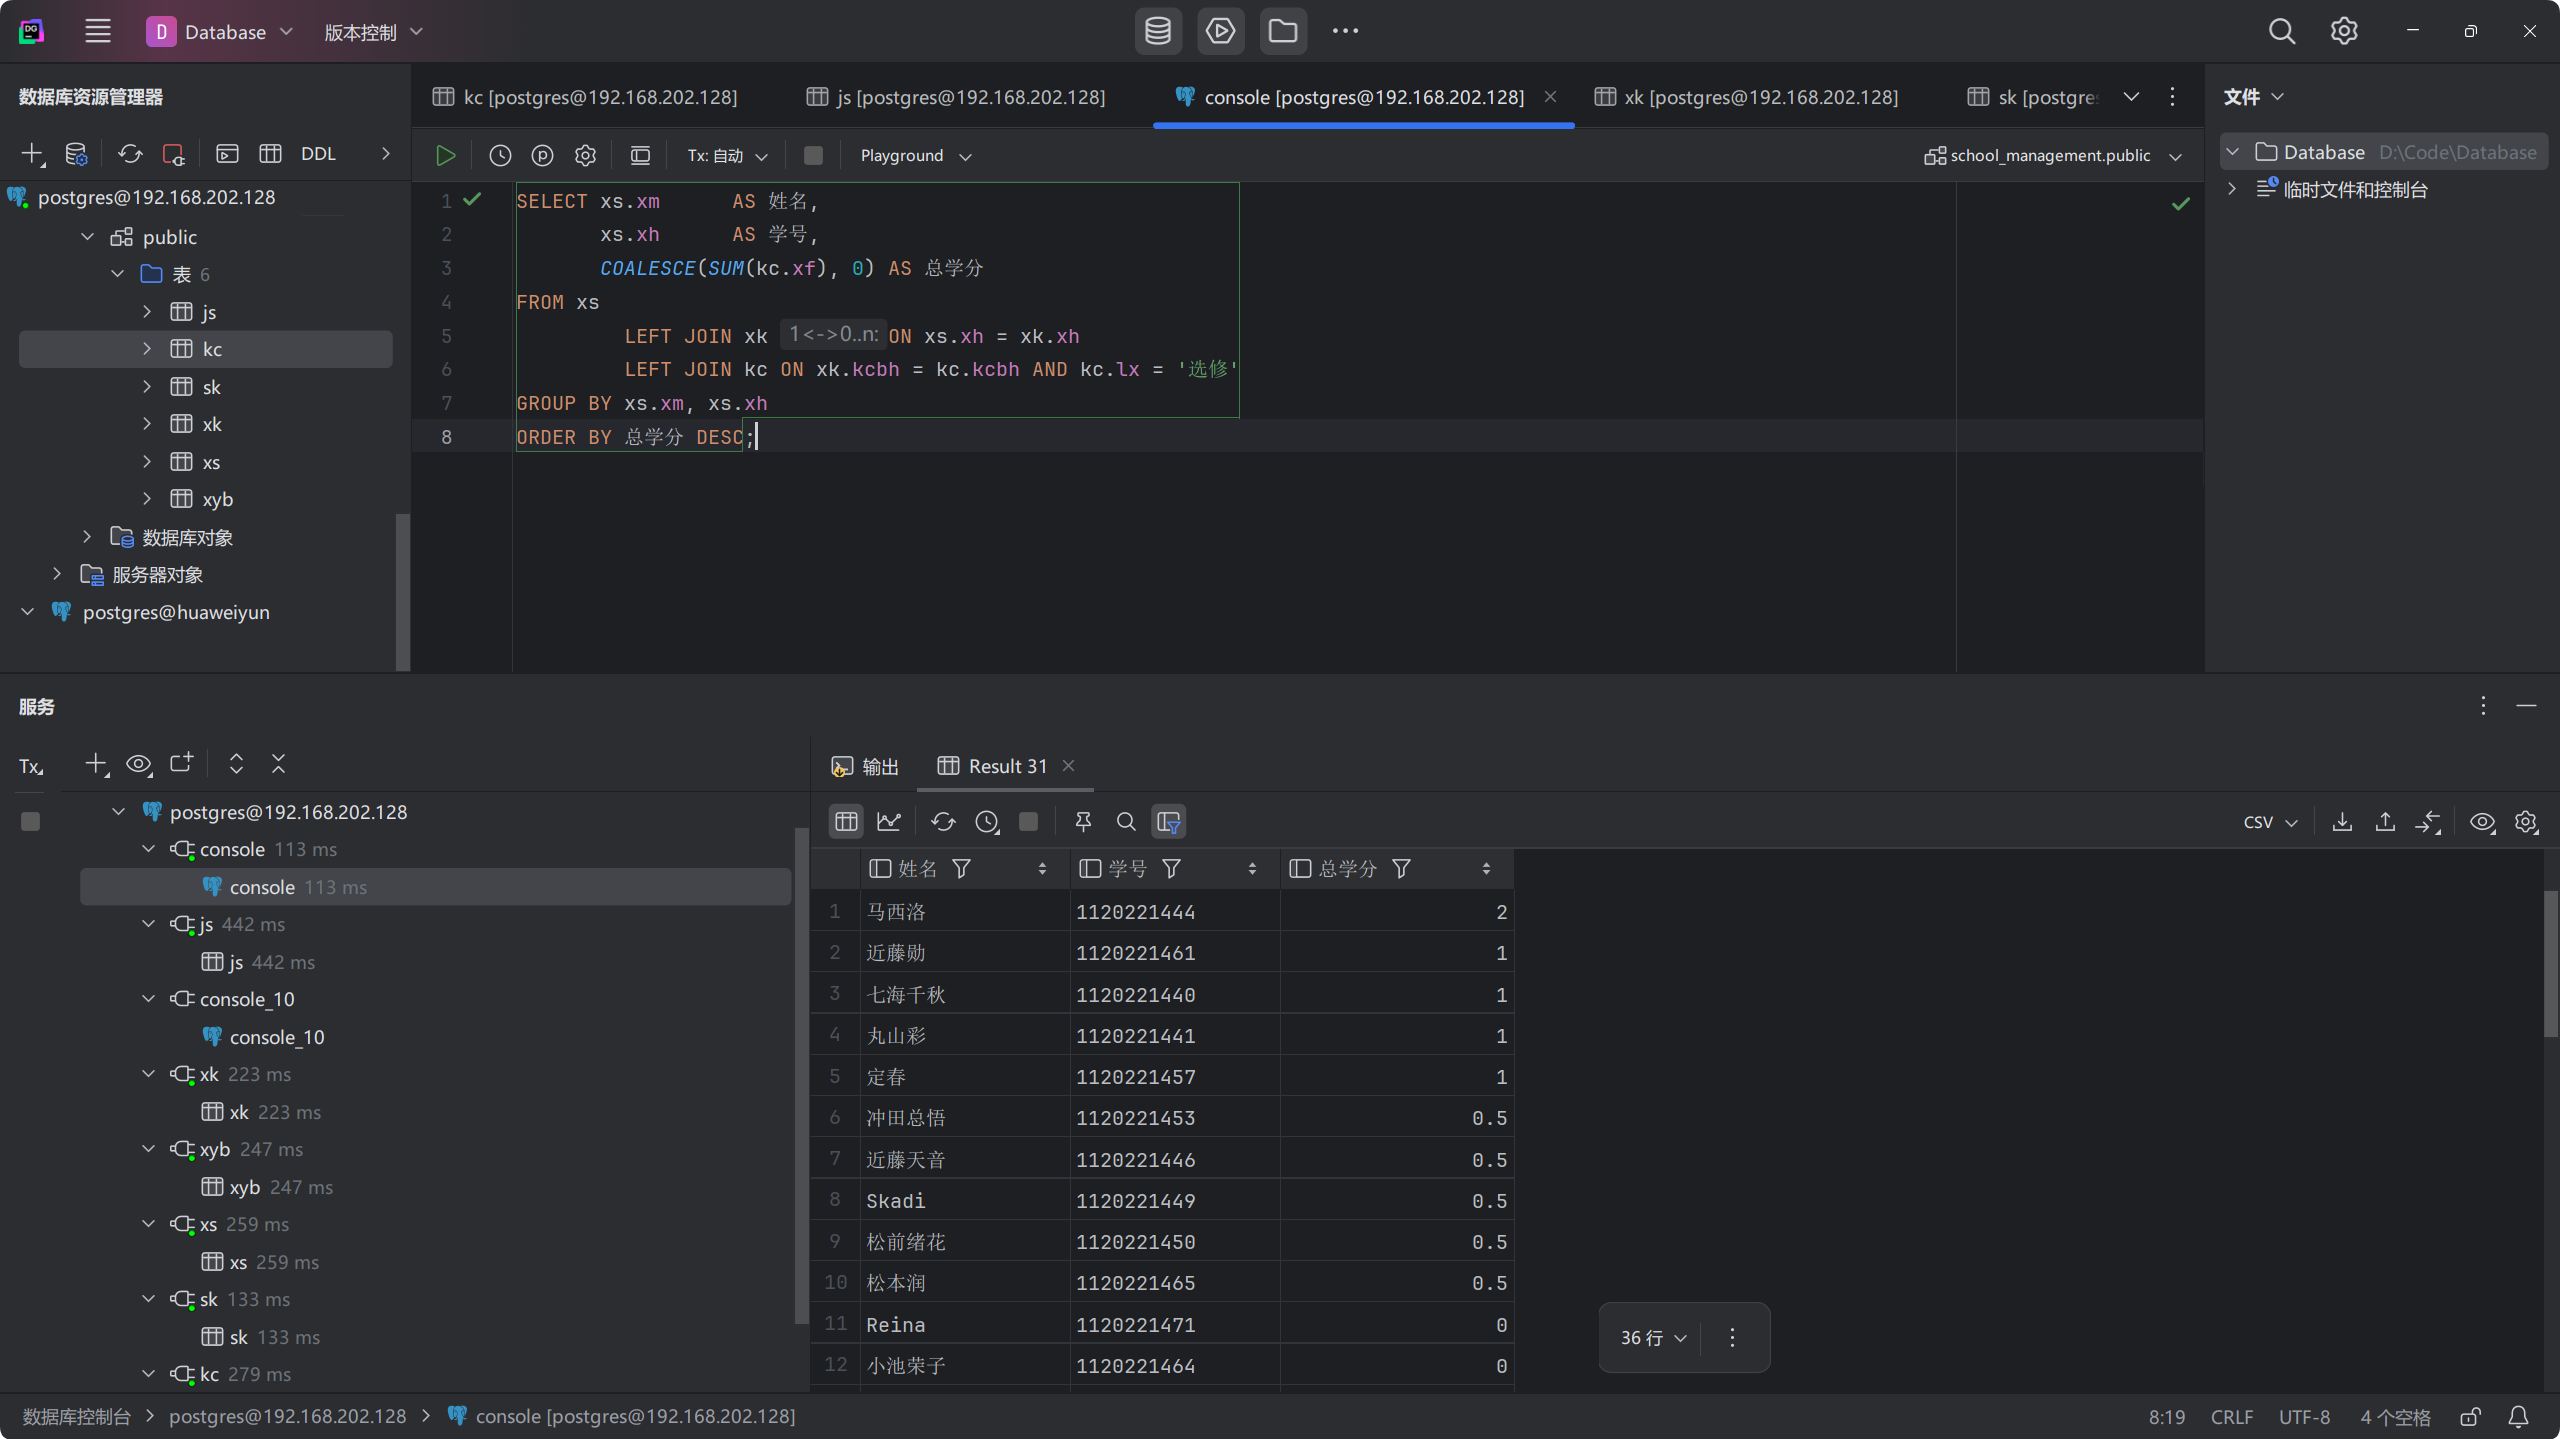 D Database 版本控制
数据库资源管理器
DDL
postgres@192.168.202.128
public
表 6
js
kc
sk
xk
xs
xyb
数据库对象
服务器对象
postgres@huaweiyun
kc [postgres@192.168.202.128]
js [postgres@192.168.202.128]
console [postgres@192.168.202.128]
xk [postgres@192.168.202.128]
sk [postgre
Tx: 自动
Playground
school_management.public
1 SELECT xs.xm      AS 姓名,
2        xs.xh      AS 学号,
3        COALESCE(SUM(kc.xf), 0) AS 总学分
4 FROM xs
5          LEFT JOIN xk 1<->0..n: ON xs.xh = xk.xh
6          LEFT JOIN kc ON xk.kcbh = kc.kcbh AND kc.lx = '选修'
7 GROUP BY xs.xm, xs.xh
8 ORDER BY 总学分 DESC;
文件
Database D:\Code\Database
临时文件和控制台
服务
Tx
postgres@192.168.202.128
console 113 ms
console 113 ms
js 442 ms
js 442 ms
console_10
console_10
xk 223 ms
xk 223 ms
xyb 247 ms
xyb 247 ms
xs 259 ms
xs 259 ms
sk 133 ms
sk 133 ms
kc 279 ms
输出 Result 31
CSV
姓名 学号 总学分
1 马西洛 1120221444 2
2 近藤勋 1120221461 1
3 七海千秋 1120221440 1
4 丸山彩 1120221441 1
5 定春 1120221457 1
6 冲田总悟 1120221453 0.5
7 近藤天音 1120221446 0.5
8 Skadi 1120221449 0.5
9 松前绪花 1120221450 0.5
10 松本润 1120221465 0.5
11 Reina 1120221471 0
12 小池荣子 1120221464 0
36 行
数据库控制台 postgres@192.168.202.128 console [postgres@192.168.202.128]
8:19 CRLF UTF-8 4 个空格